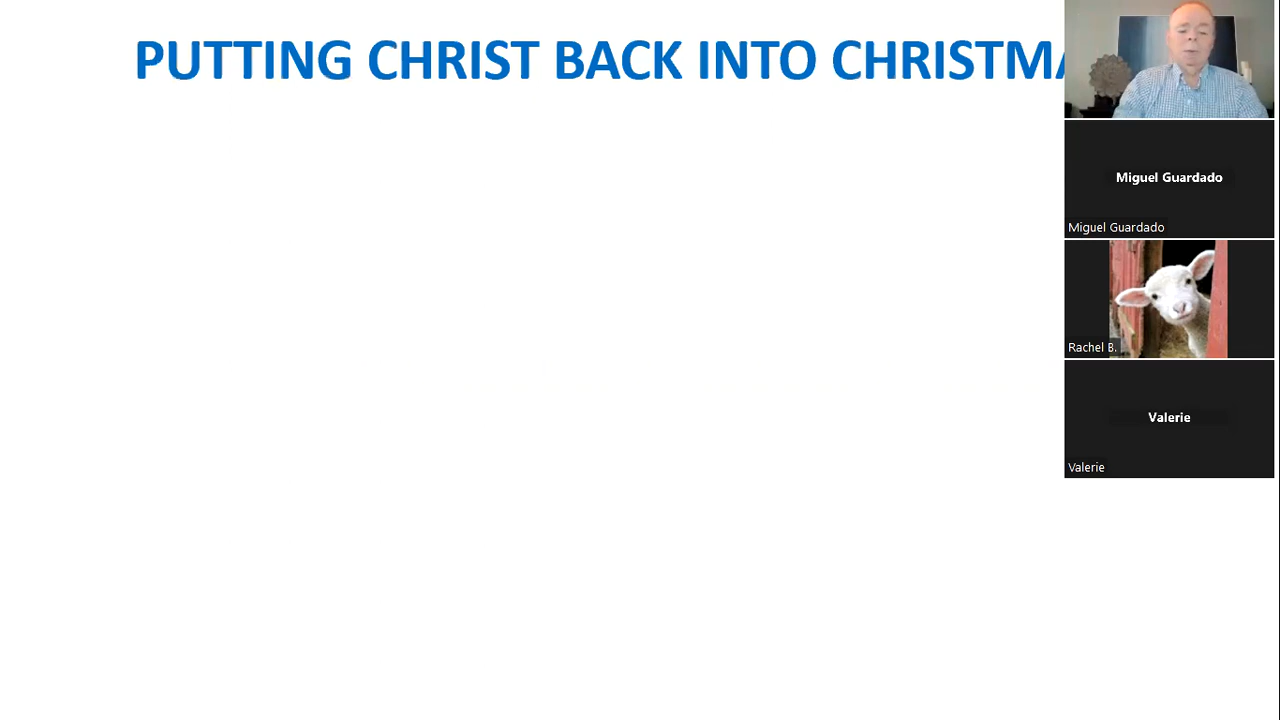 PUTTING CHRIST BACK INTO CHRISTMA
Miguel Guardado
Miguel Guardado
Rachel B.
Valerie
Valerie